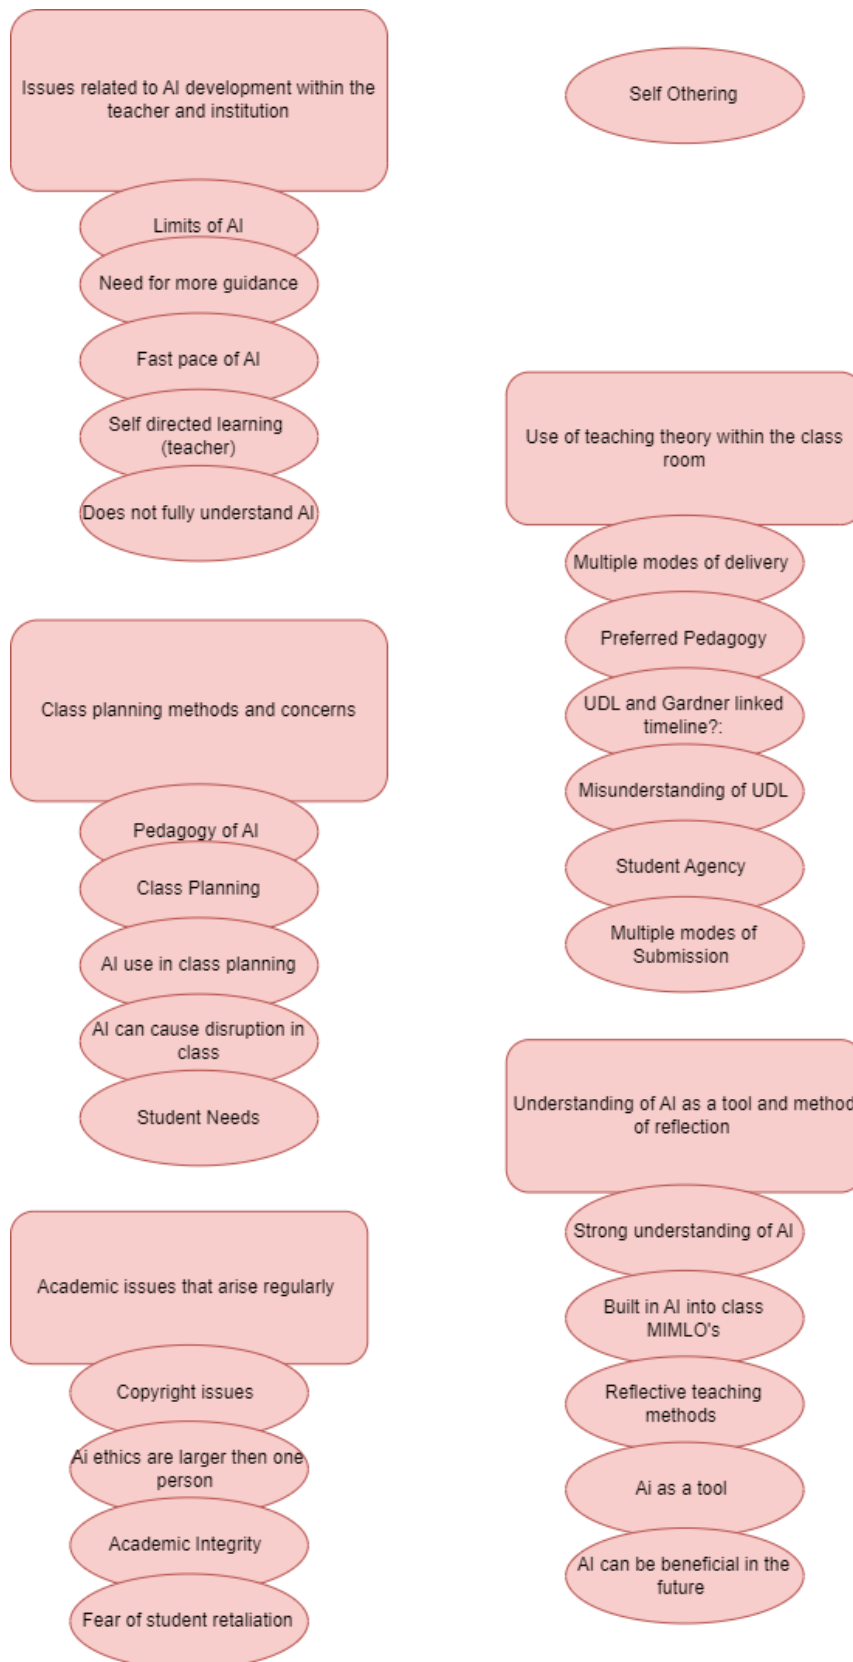 Issues related to AI development within the
teacher and institution
Limits of AI
Need for more guidance
Fast pace of AI
Self directed learning
(teacher)
Does not fully understand AI
Class planning methods and concerns
Pedagogy of AI
Class Planning
AI use in class planning
AI can cause disruption in
class
Student Needs
Academic issues that arise regularly
Copyright issues
Ai ethics are larger then one
person
Academic Integrity
Fear of student retaliation
Self Othering
Use of teaching theory within the class
room
Multiple modes of delivery
Preferred Pedagogy
UDL and Gardner linked
timeline?:
Misunderstanding of UDL
Student Agency
Multiple modes of
Submission
Understanding of AI as a tool and method
of reflection
Strong understanding of AI
Built in AI into class
MIMLO's
Reflective teaching
methods
Ai as a tool
AI can be beneficial in the
future